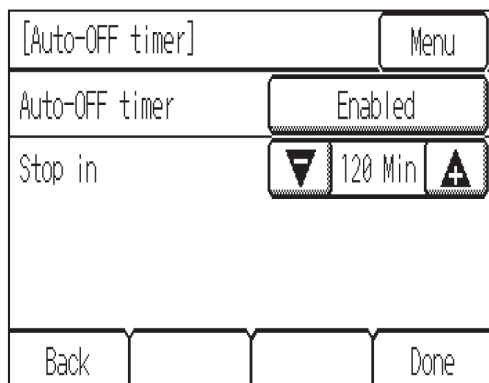 [Auto-OFF timer] Menu
Auto-OFF timer Enabled
Stop in - 120 Min +
Back Done